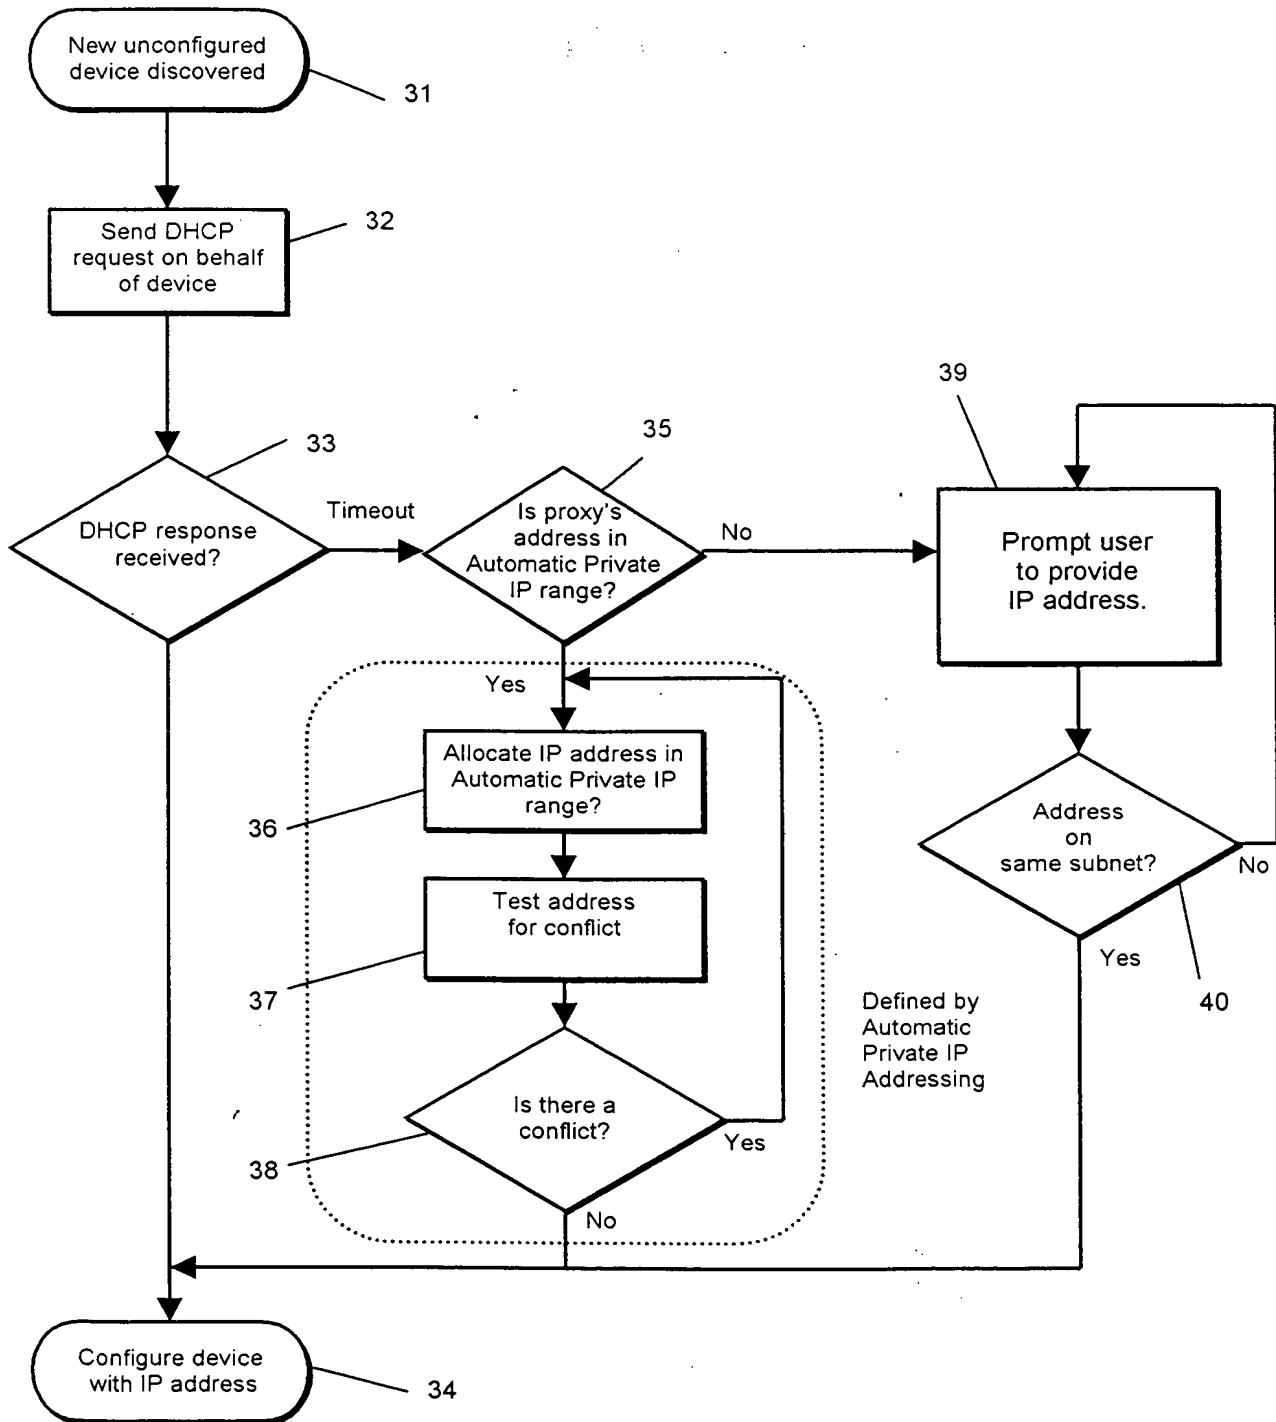 New unconfigured
device discovered
31
Send DHCP
request on behalf
of device
32
DHCP response
received?
33
Timeout
Is proxy's
address in
Automatic Private
IP range?
35
No
39
Prompt user
to provide
IP address.
Yes
Allocate IP address in
Automatic Private IP
range?
36
Test address
for conflict
37
Is there a
conflict?
38
Yes
No
Address
on
same subnet?
No
Yes
40
Defined by
Automatic
Private IP
Addressing
Configure device
with IP address
34